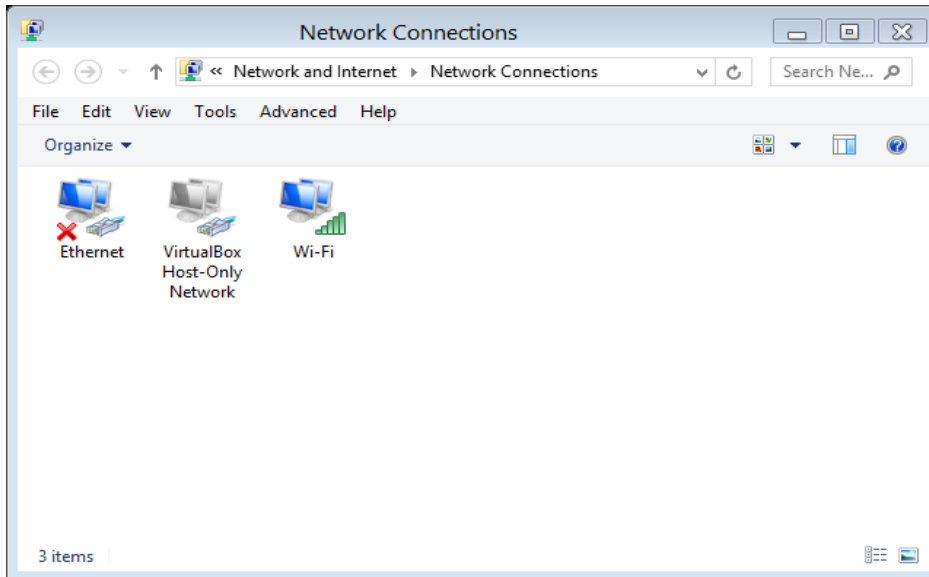 Network Connections
« Network and Internet Network Connections
Search Ne...
File Edit View Tools Advanced Help
Organize
Ethernet
VirtualBox
Host-Only
Network
Wi-Fi
3 items